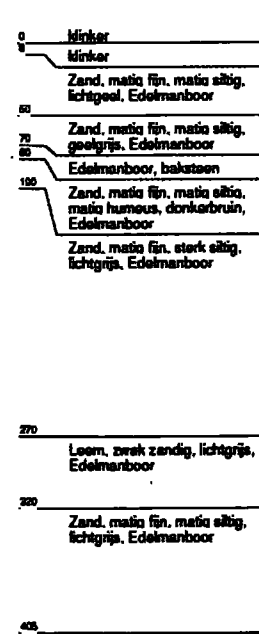 0 klinker
8
klinker
Zand, matig fijn, matig siltig,
lichtgeel, Edelmanboor
50
Zand, matig fijn, matig siltig,
geelgrijs, Edelmanboor
70
80
Edelmanboor, baksteen
100
Zand, matig fijn, matig siltig,
matig humeus, donkerbruin,
Edelmanboor
Zand, matig fijn, sterk siltig,
lichtgrijs, Edelmanboor
270
Leem, zwak zandig, lichtgrijs,
Edelmanboor
320
Zand, matig fijn, matig siltig,
lichtgrijs, Edelmanboor
405